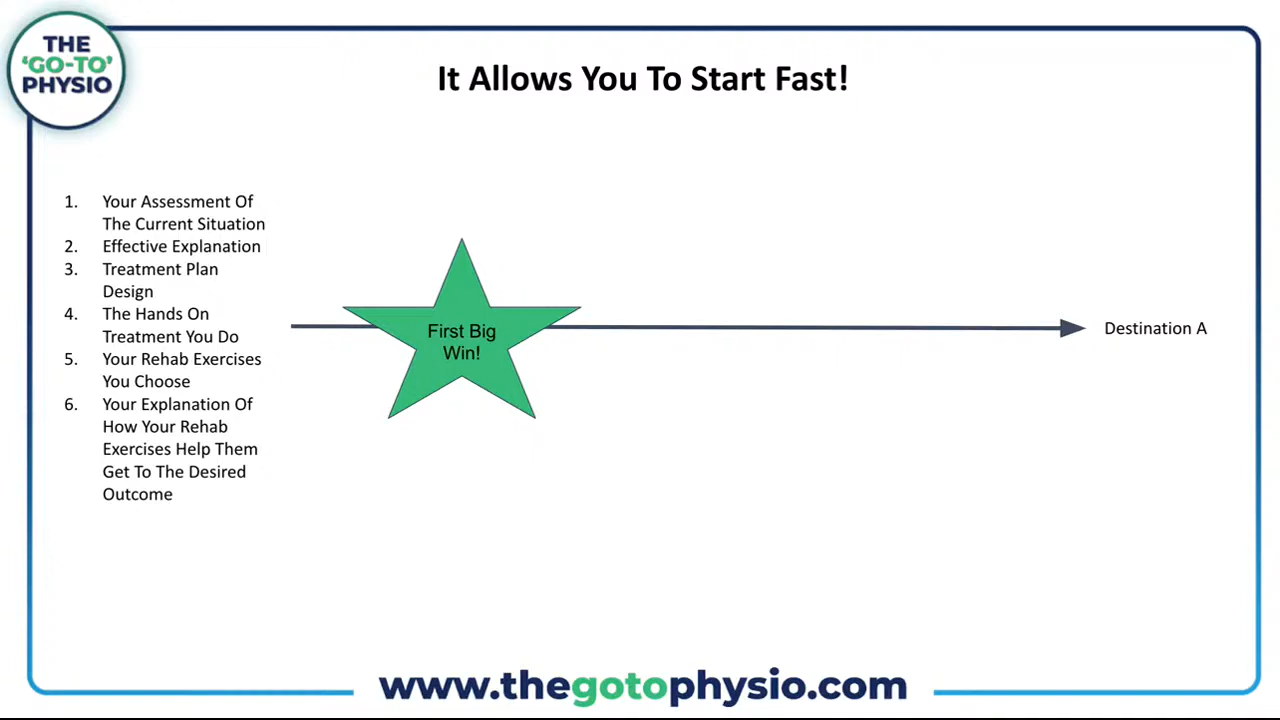 THE
'GO-TO'
PHYSIO
It Allows You To Start Fast!
1. Your Assessment Of
The Current Situation
2. Effective Explanation
3. Treatment Plan
Design
4. The Hands On
Treatment You Do
5. Your Rehab Exercises
You Choose
6. Your Explanation Of
How Your Rehab
Exercises Help Them
Get To The Desired
Outcome
First Big
Win!
Destination A
www.thegotophysio.com